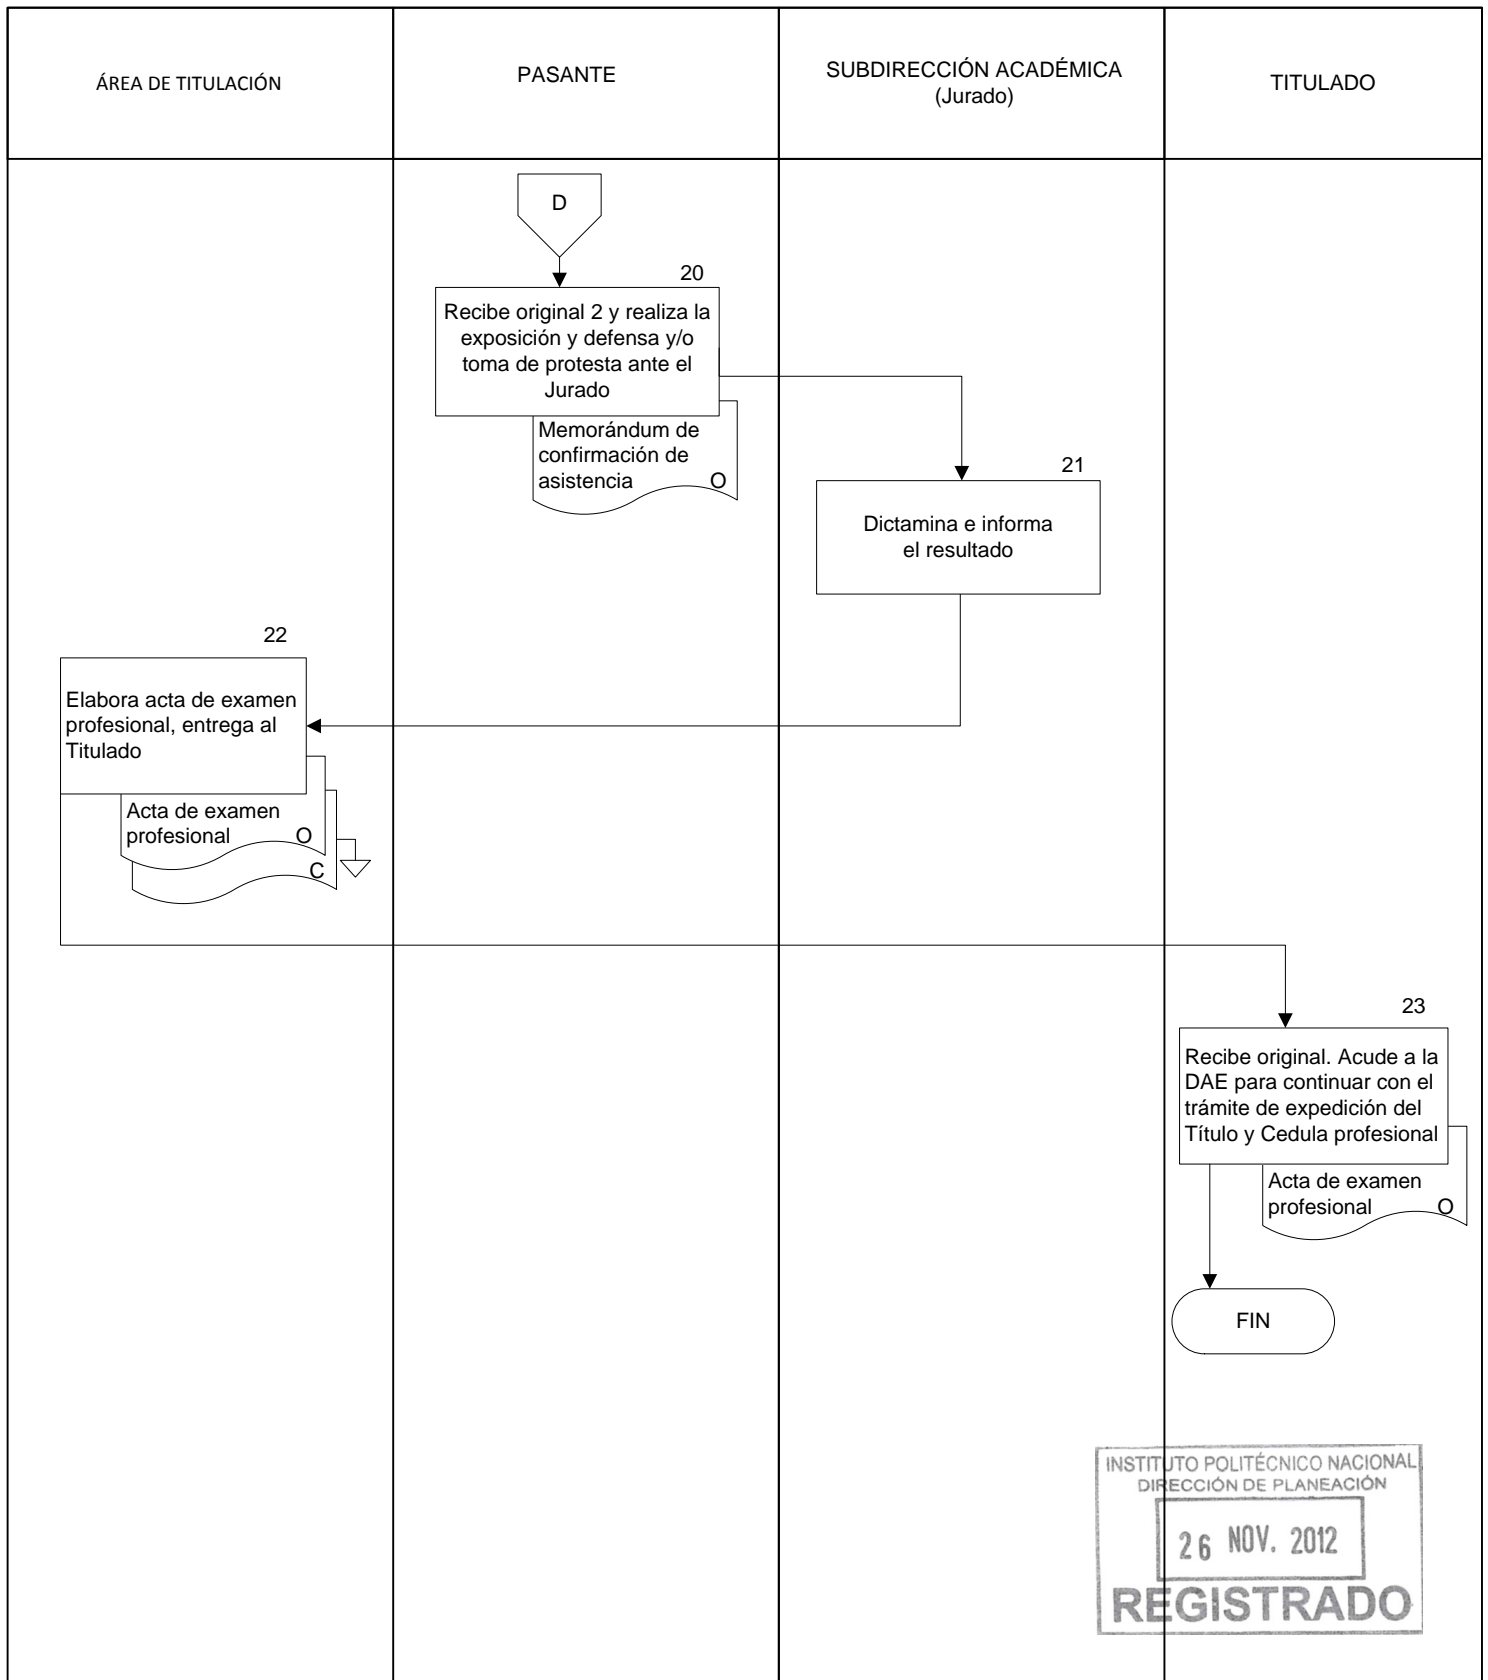 ÁREA DE TITULACIÓN
PASANTE
SUBDIRECCIÓN ACADÉMICA
(Jurado)
TITULADO
D
20
Recibe original 2 y realiza la
exposición y defensa y/o
toma de protesta ante el
Jurado
Memorándum de
confirmación de
asistencia
O
21
Dictamina e informa
el resultado
22
Elabora acta de examen
profesional, entrega al
Titulado
Acta de examen
profesional
O
C
23
Recibe original. Acude a la
DAE para continuar con el
trámite de expedición del
Título y Cedula profesional
Acta de examen
profesional
O
FIN
INSTITUTO POLITÉCNICO NACIONAL
DIRECCIÓN DE PLANEACIÓN
26 NOV. 2012
REGISTRADO